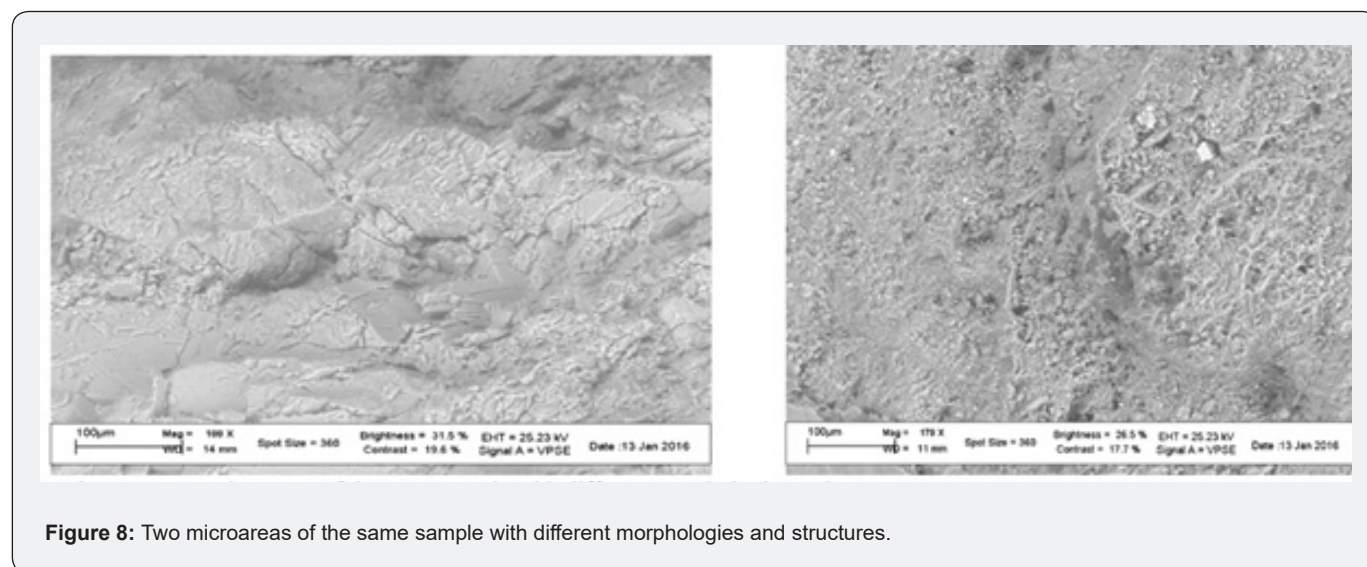 100µm
Mag =
X
WD = 14 mm
Spot Size = 360
Brightness = 31.5 %
Contrast = 19.6 %
EHT = 25.23 kV
Signal A = VPSE
Date :13 Jan 2016
100µm
Mag = 179 X
WD = 11 mm
Spot Size = 360
Brightness = 26.5 %
Contrast = 17.7 %
EHT = 25.23 kV
Signal A = VPSE
Date :13 Jan 2016
Figure 8: Two microareas of the same sample with different morphologies and structures.